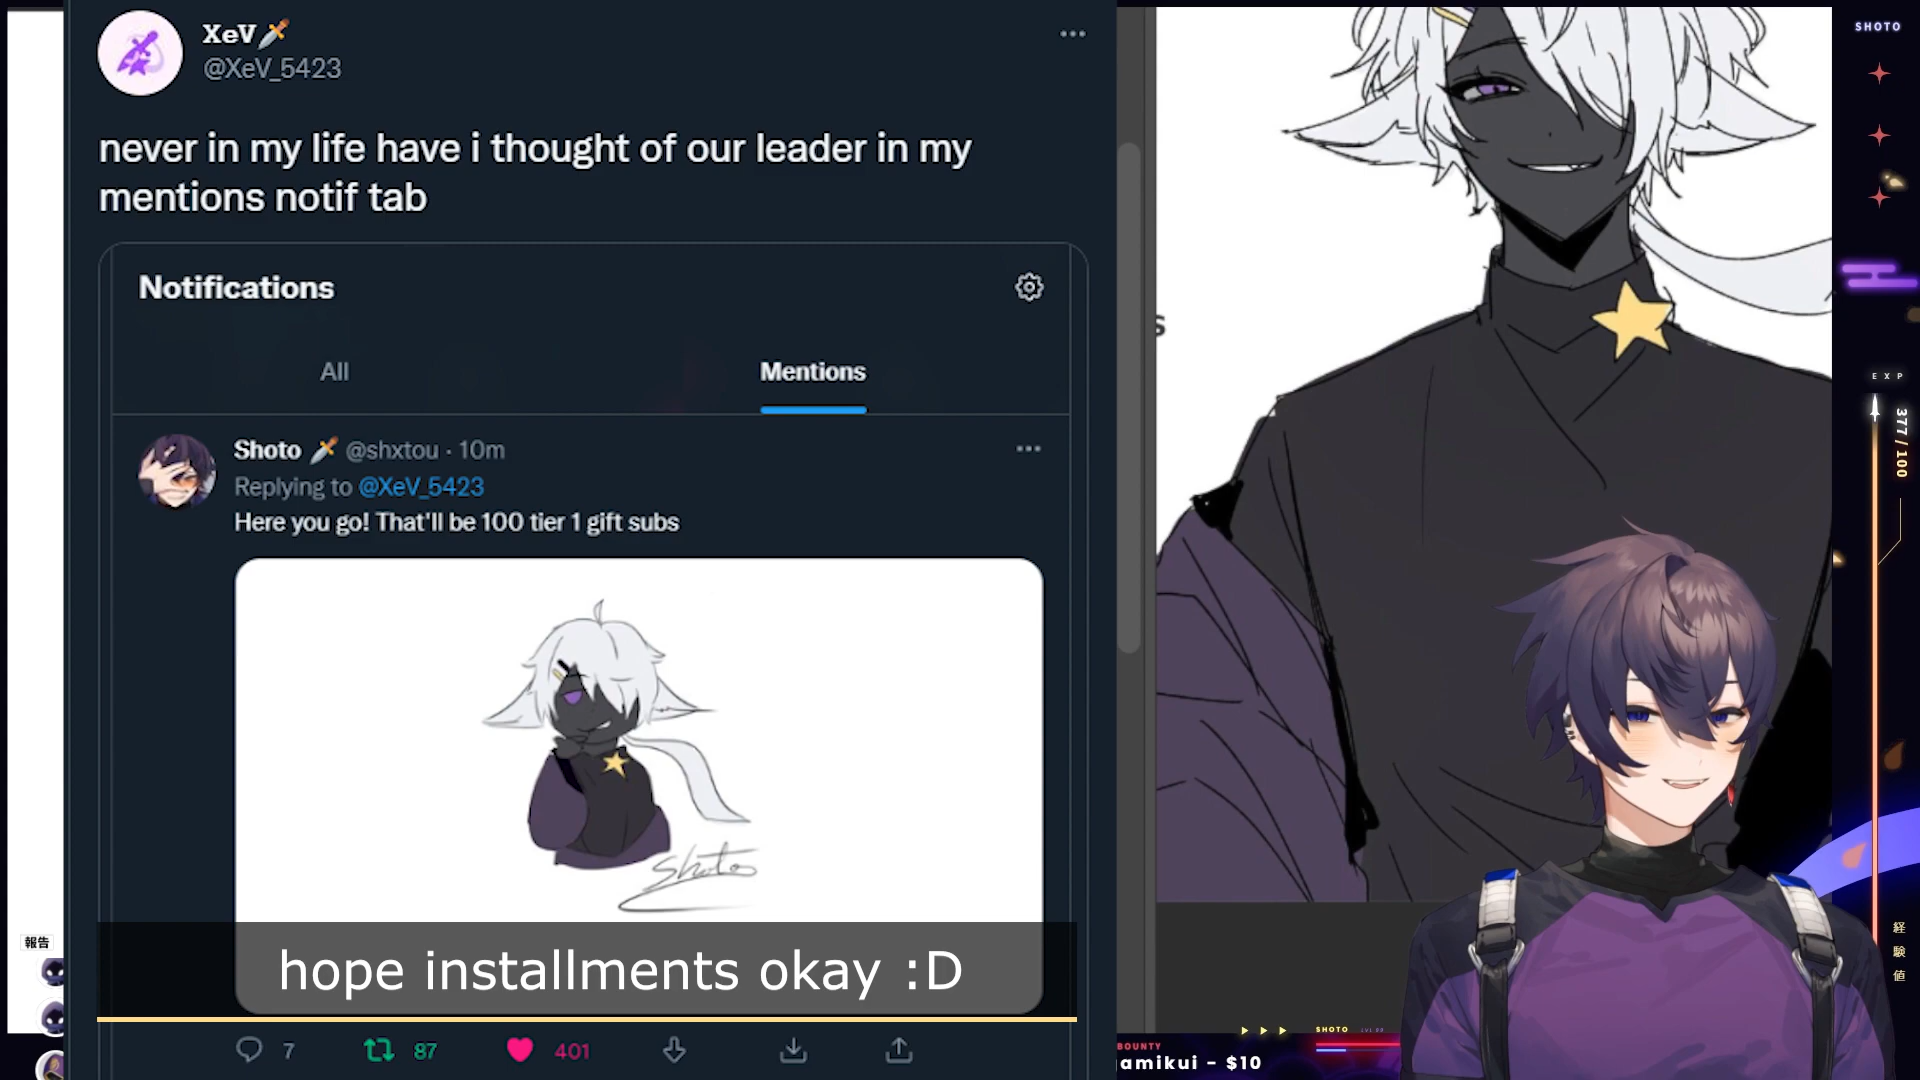 XeV🗡️
@XeV_5423
never in my life have i thought of our leader in my
mentions notif tab
Notifications
All
Mentions
Shoto 🗡️ @shxtou · 10m
Replying to @XeV_5423
Here you go! That'll be 100 tier 1 gift subs
Shoto
hope installments okay :D
7
87
401
報告
s
SHOTO
EXP
377 / 100
経験値
SHOTO
BOUNTY
gamikui - $10